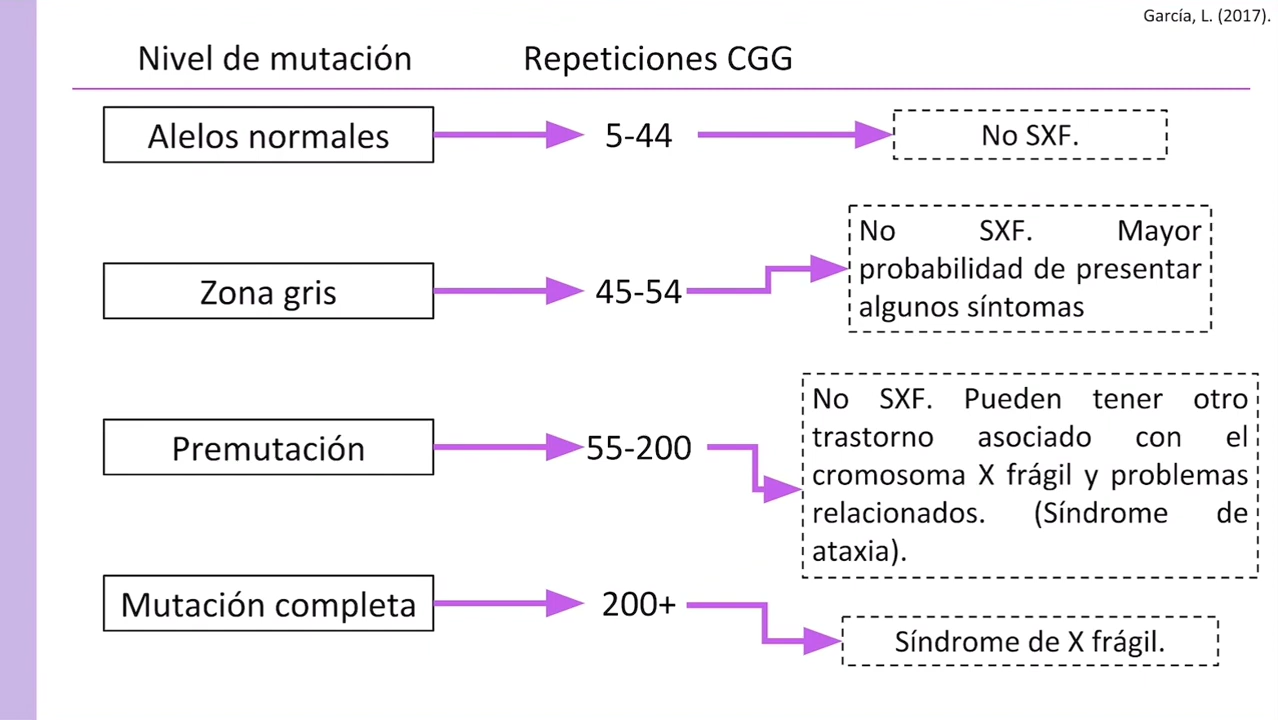 García, L. (2017).
Nivel de mutación
Repeticiones CGG
Alelos normales
5-44
No SXF.
Zona gris
45-54
No SXF. Mayor
probabilidad de presentar
algunos síntomas
Premutación
55-200
No SXF. Pueden tener otro
trastorno asociado con el
cromosoma X frágil y problemas
relacionados. (Síndrome de
ataxia).
Mutación completa
200+
Síndrome de X frágil.